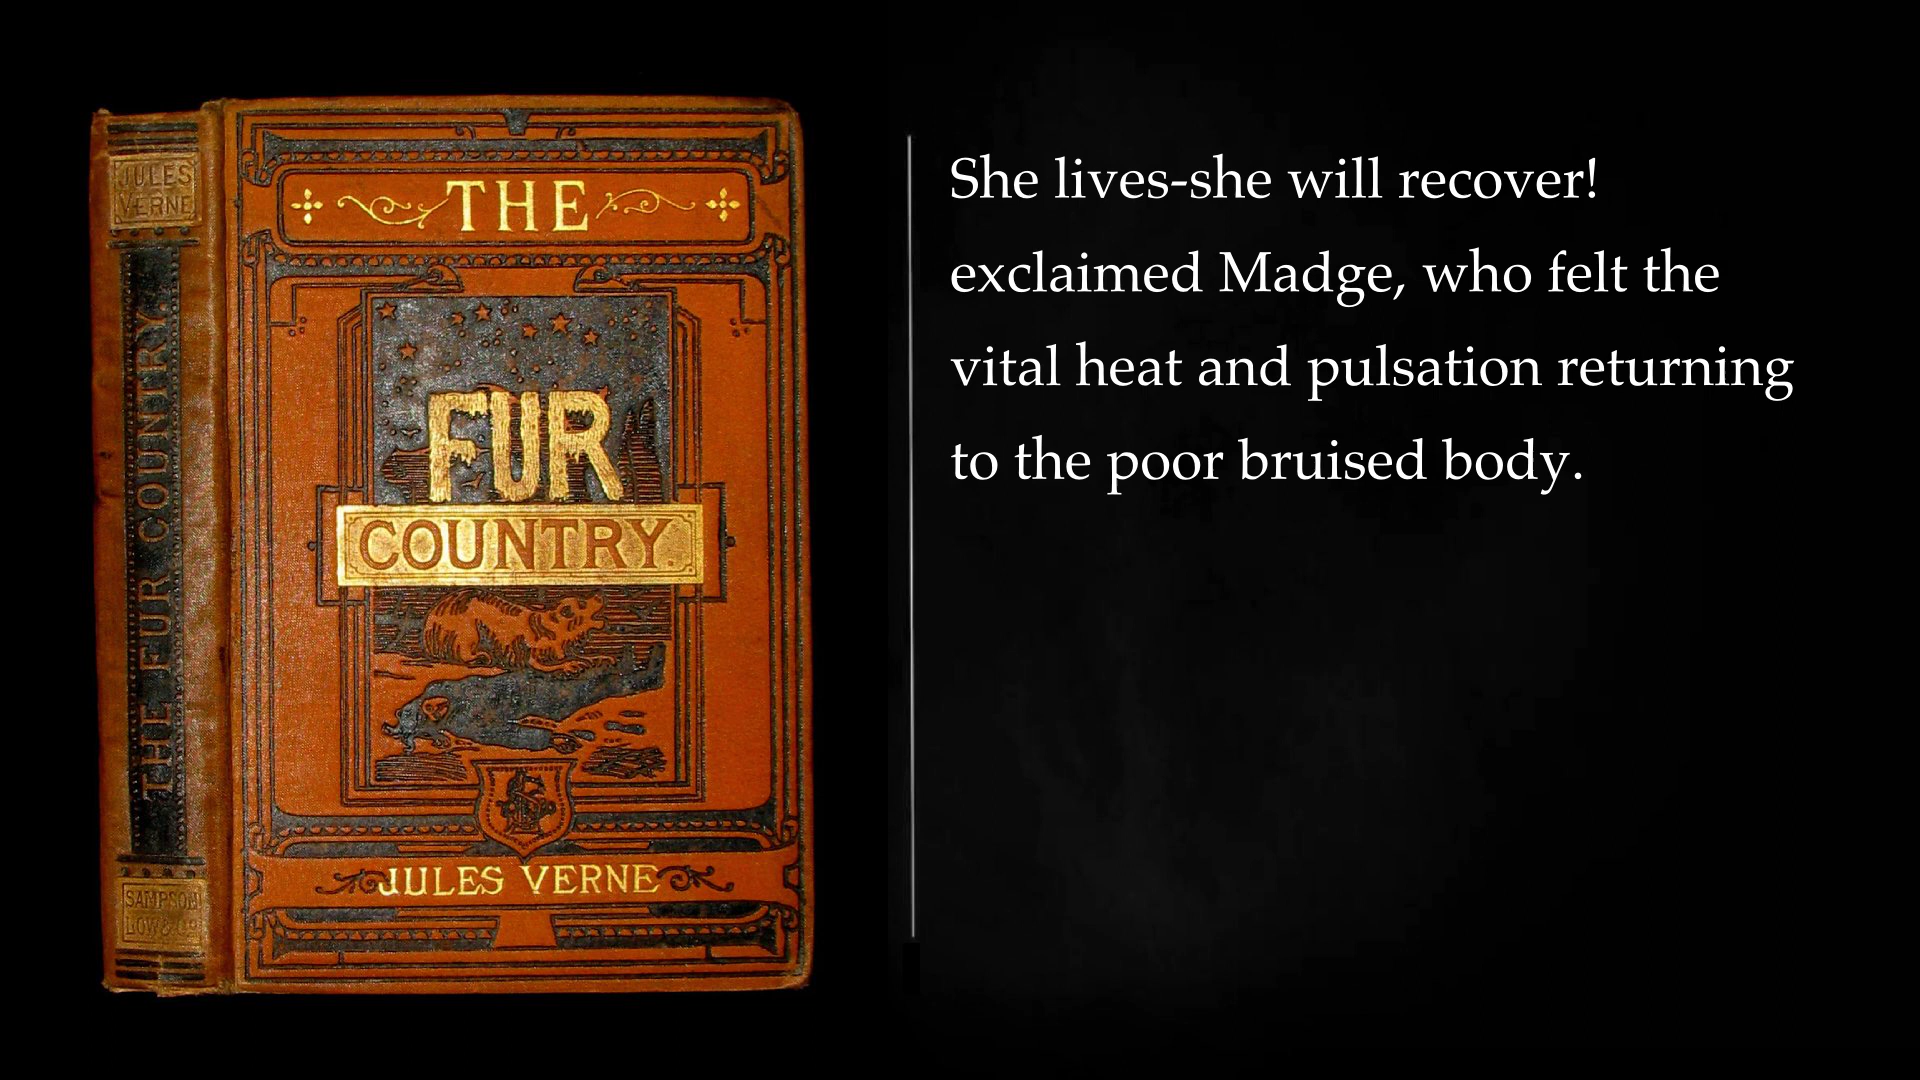 JULES
VERNE
THE FUR COUNTRY.
SAMPSON
LOW & Co
THE
FUR
COUNTRY.
JULES VERNE
She lives-she will recover!
exclaimed Madge, who felt the
vital heat and pulsation returning
to the poor bruised body.